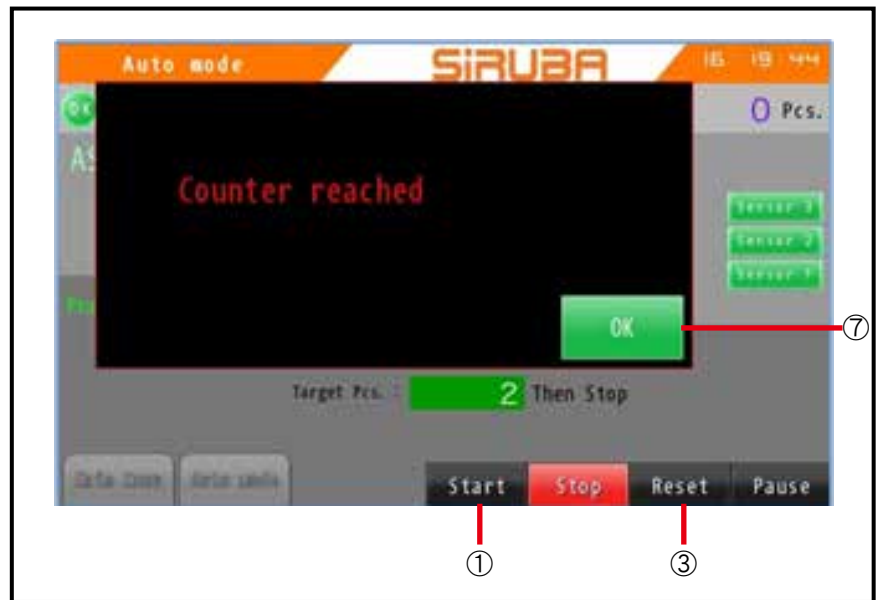 Auto mode
SiRUBA
16 19 44
OK
0 Pcs.
AS
Counter reached
Sensor 3
Sensor 2
Sensor 1
OK
⑦
Target Pcs. : 2 Then Stop
Start Stop Reset Pause
① ③